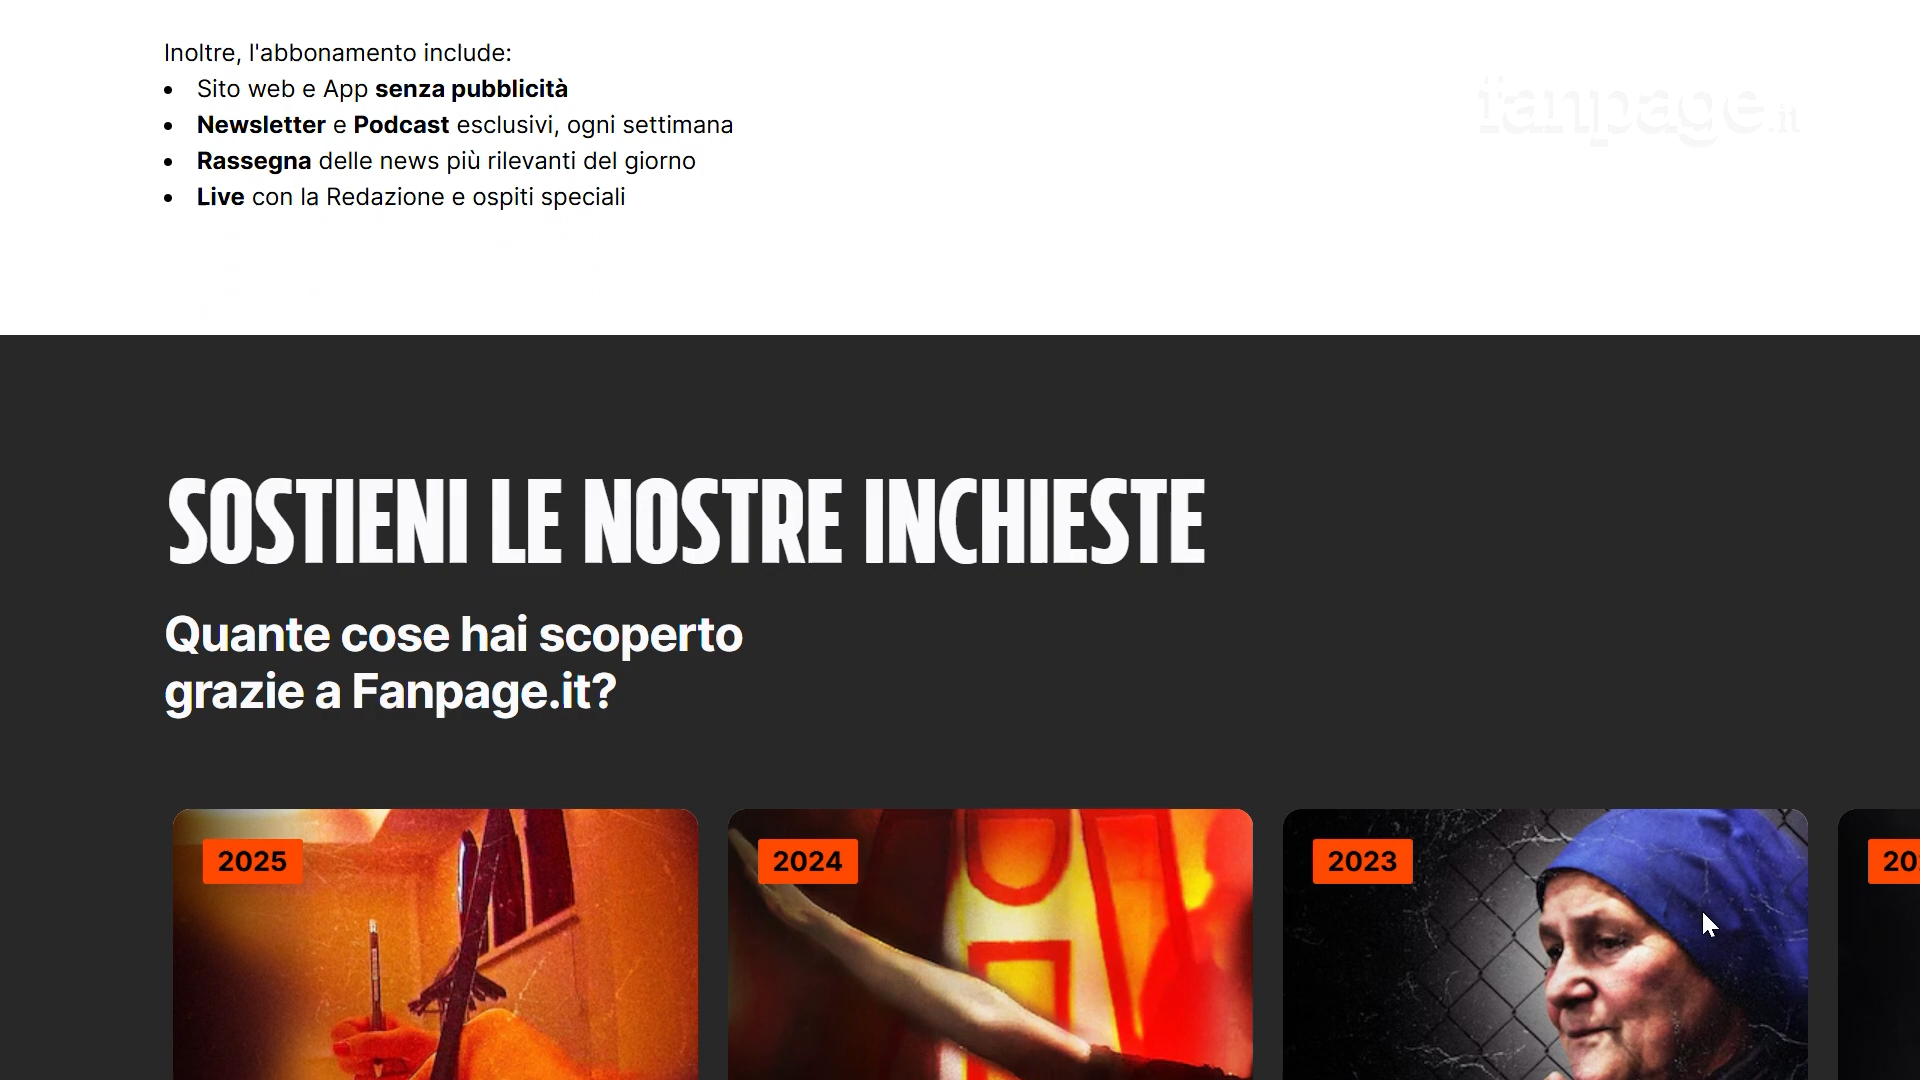 Inoltre, l'abbonamento include:
• Sito web e App senza pubblicità
• Newsletter e Podcast esclusivi, ogni settimana
• Rassegna delle news più rilevanti del giorno
• Live con la Redazione e ospiti speciali
fanpage.it
SOSTIENI LE NOSTRE INCHIESTE
Quante cose hai scoperto
grazie a Fanpage.it?
2025
2024
2023